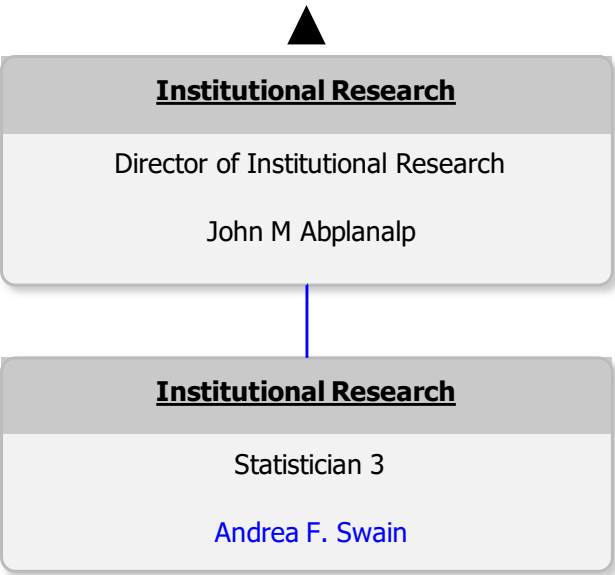 Institutional Research
Director of Institutional Research
John M Abplanalp
Institutional Research
Statistician 3
Andrea F. Swain